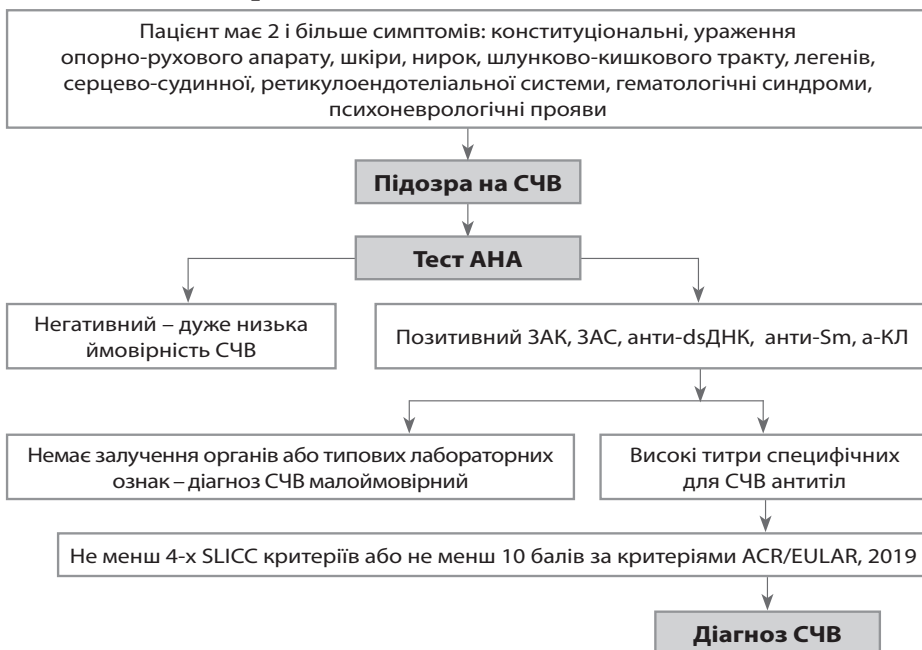 Пацієнт має 2 і більше симптомів: конституціональні, ураження
опорно-рухового апарату, шкіри, нирок, шлунково-кишкового тракту, легенів,
серцево-судинної, ретикулоендотеліальної системи, гематологічні синдроми,
психоневрологічні прояви
Підозра на СЧВ
Тест АНА
Негативний – дуже низька
ймовірність СЧВ
Позитивний ЗАК, ЗАС, анти-dsДНК, анти-Sm, а-КЛ
Немає залучення органів або типових лабораторних
ознак – діагноз СЧВ малоймовірний
Високі титри специфічних
для СЧВ антитіл
Не менш 4-х SLICC критеріїв або не менш 10 балів за критеріями ACR/EULAR, 2019
Діагноз СЧВ